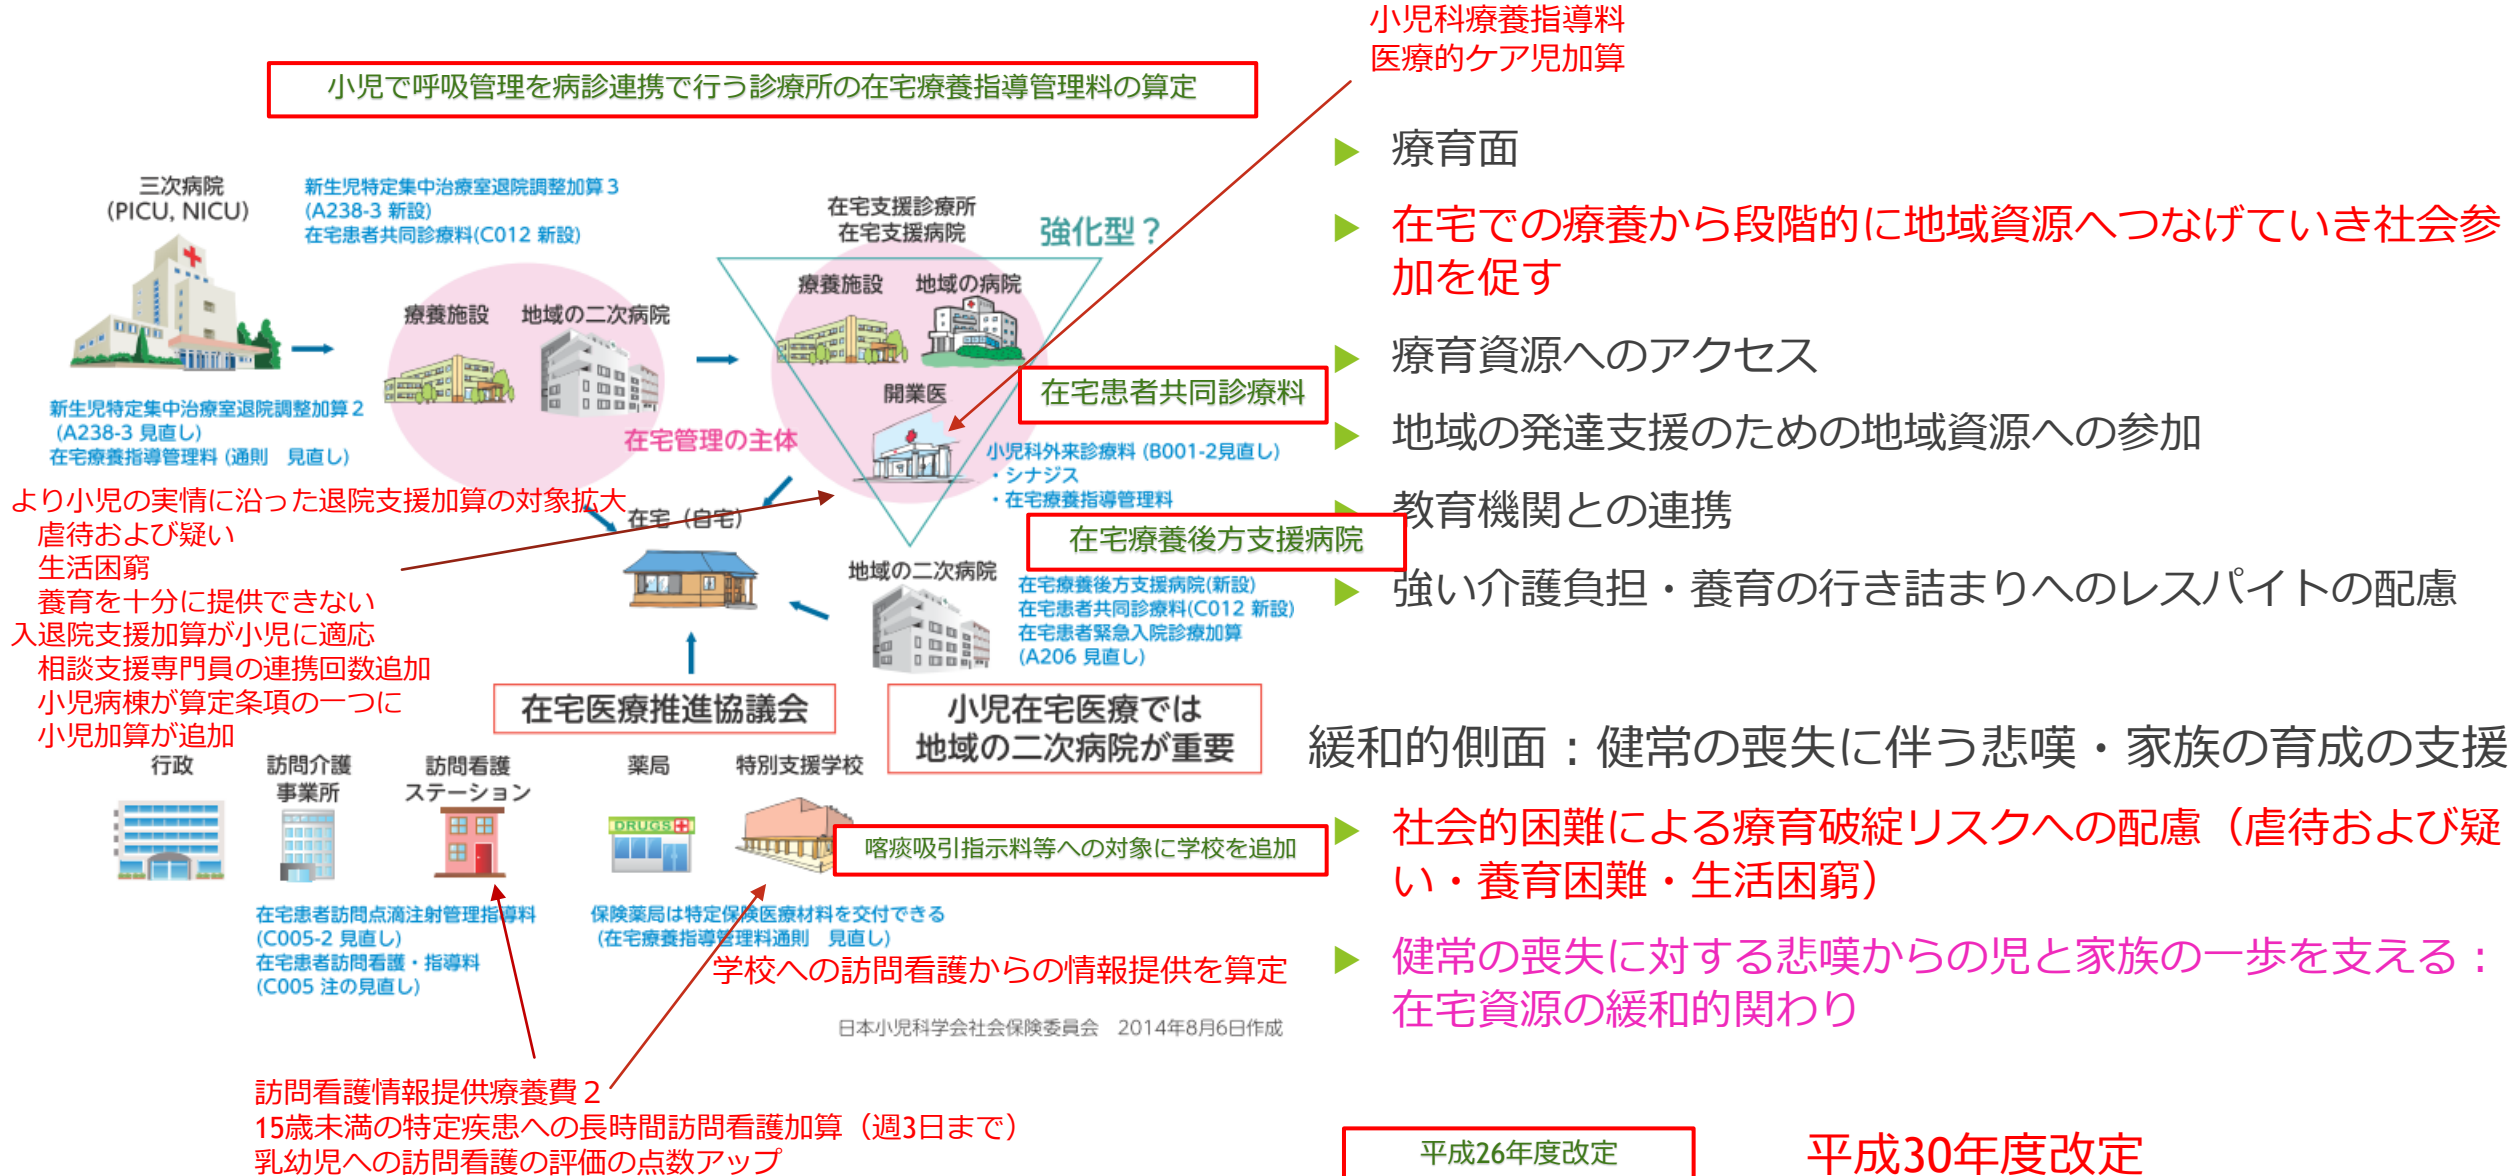 小児科療養指導料
医療的ケア児加算
小児で呼吸管理を病診連携で行う診療所の在宅療養指導管理料の算定
三次病院
(PICU, NICU)
新生児特定集中治療室退院調整加算3
(A238-3 新設)
在宅患者共同診療料(C012 新設)
療養施設
地域の二次病院
在宅支援診療所
在宅支援病院
強化型？
療養施設
地域の病院
開業医
在宅患者共同診療料
新生児特定集中治療室退院調整加算2
(A238-3 見直し)
在宅療養指導管理料 (通則　見直し)
在宅管理の主体
小児科外来診療料 (B001-2見直し)
・シナジス
・在宅療養指導管理料
より小児の実情に沿った退院支援加算の対象拡大
虐待および疑い
生活困窮
養育を十分に提供できない
入退院支援加算が小児に適応
相談支援専門員の連携回数追加
小児病棟が算定条項の一つに
小児加算が追加
在宅（自宅）
在宅療養後方支援病院
地域の二次病院
在宅療養後方支援病院(新設)
在宅患者共同診療料(C012 新設)
在宅患者緊急入院診療加算
(A206 見直し)
在宅医療推進協議会
小児在宅医療では
地域の二次病院が重要
行政
訪問介護
事業所
訪問看護
ステーション
薬局
特別支援学校
DRUGS
喀痰吸引指示料等への対象に学校を追加
在宅患者訪問点滴注射管理指導料
(C005-2 見直し)
在宅患者訪問看護・指導料
(C005 注の見直し)
保険薬局は特定保険医療材料を交付できる
(在宅療養指導管理料通則　見直し)
学校への訪問看護からの情報提供を算定
日本小児科学会社会保険委員会　2014年8月6日作成
訪問看護情報提供療養費２
15歳未満の特定疾患への長時間訪問看護加算（週3日まで）
乳幼児への訪問看護の評価の点数アップ
療育面
在宅での療養から段階的に地域資源へつなげていき社会参
加を促す
療育資源へのアクセス
地域の発達支援のための地域資源への参加
教育機関との連携
強い介護負担・養育の行き詰まりへのレスパイトの配慮
緩和的側面：健常の喪失に伴う悲嘆・家族の育成の支援
社会的困難による療育破綻リスクへの配慮（虐待および疑
い・養育困難・生活困窮）
健常の喪失に対する悲嘆からの児と家族の一歩を支える：
在宅資源の緩和的関わり
平成26年度改定
平成30年度改定